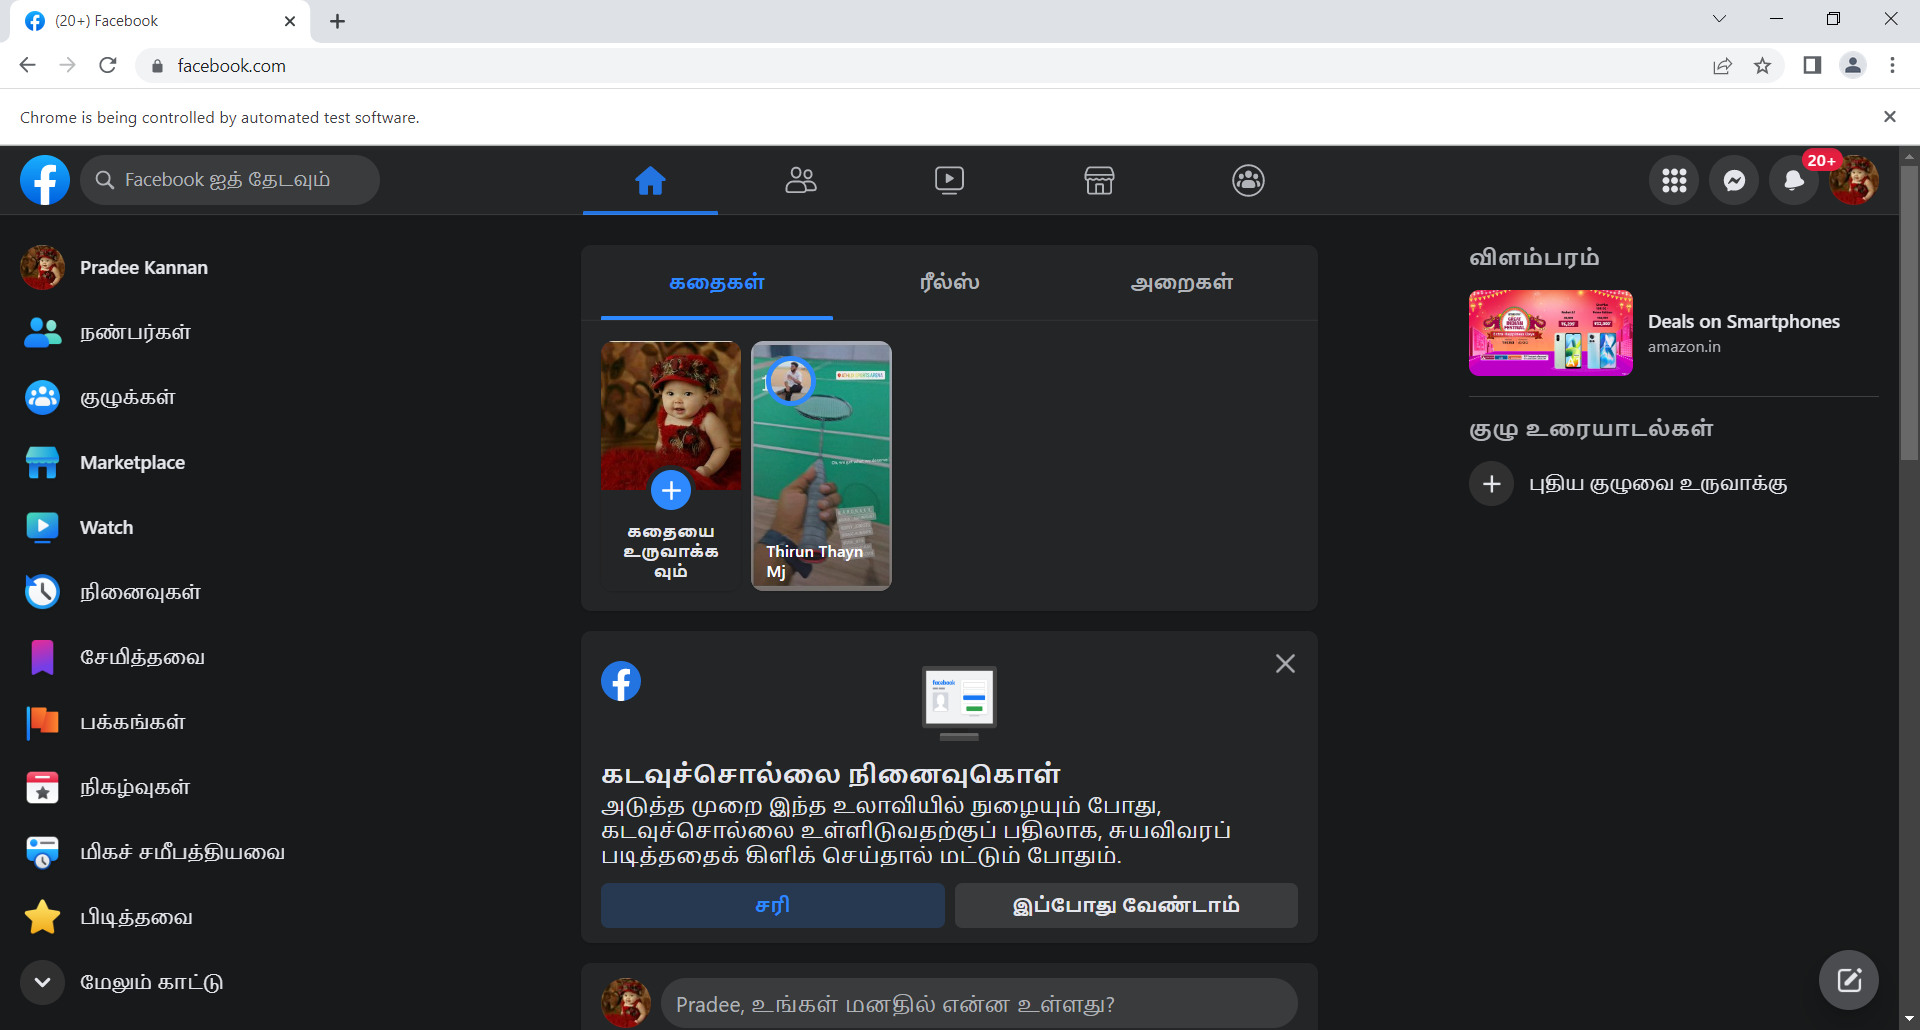 (20+) Facebook
facebook.com
Chrome is being controlled by automated test software.
Facebook ஐத் தேடவும்
20+
Pradee Kannan
நண்பர்கள்
குழுக்கள்
Marketplace
Watch
நினைவுகள்
சேமித்தவை
பக்கங்கள்
நிகழ்வுகள்
மிகச் சமீபத்தியவை
பிடித்தவை
மேலும் காட்டு
கதைகள்
ரீல்ஸ்
அறைகள்
கதையை
உருவாக்க
வும்
Thirun Thayn
Mj
facebook
கடவுச்சொல்லை நினைவுகொள்
அடுத்த முறை இந்த உலாவியில் நுழையும் போது,
கடவுச்சொல்லை உள்ளிடுவதற்குப் பதிலாக, சுயவிவரப்
படித்ததைக் கிளிக் செய்தால் மட்டும் போதும்.
சரி
இப்போது வேண்டாம்
Pradee, உங்கள் மனதில் என்ன உள்ளது?
விளம்பரம்
GREAT
INDIAN
FESTIVAL
Deals on Smartphones
amazon.in
குழு உரையாடல்கள்
புதிய குழுவை உருவாக்கு